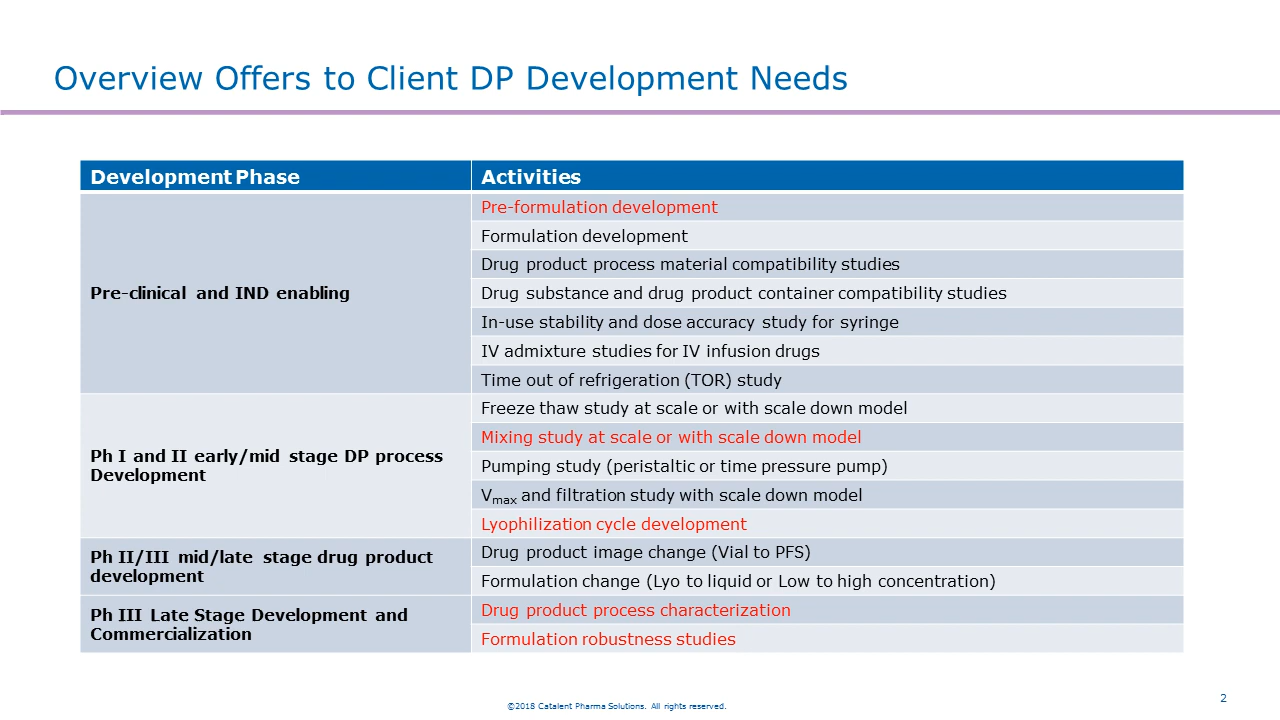 Overview Offers to Client DP Development Needs
Development Phase
Activities
Pre-clinical and IND enabling
Pre-formulation development
Formulation development
Drug product process material compatibility studies
Drug substance and drug product container compatibility studies
In-use stability and dose accuracy study for syringe
IV admixture studies for IV infusion drugs
Time out of refrigeration (TOR) study
Ph I and II early/mid stage DP process
Development
Freeze thaw study at scale or with scale down model
Mixing study at scale or with scale down model
Pumping study (peristaltic or time pressure pump)
Vmax and filtration study with scale down model
Lyophilization cycle development
Ph II/III mid/late stage drug product
development
Drug product image change (Vial to PFS)
Formulation change (Lyo to liquid or Low to high concentration)
Ph III Late Stage Development and
Commercialization
Drug product process characterization
Formulation robustness studies
©2018 Catalent Pharma Solutions. All rights reserved.
2